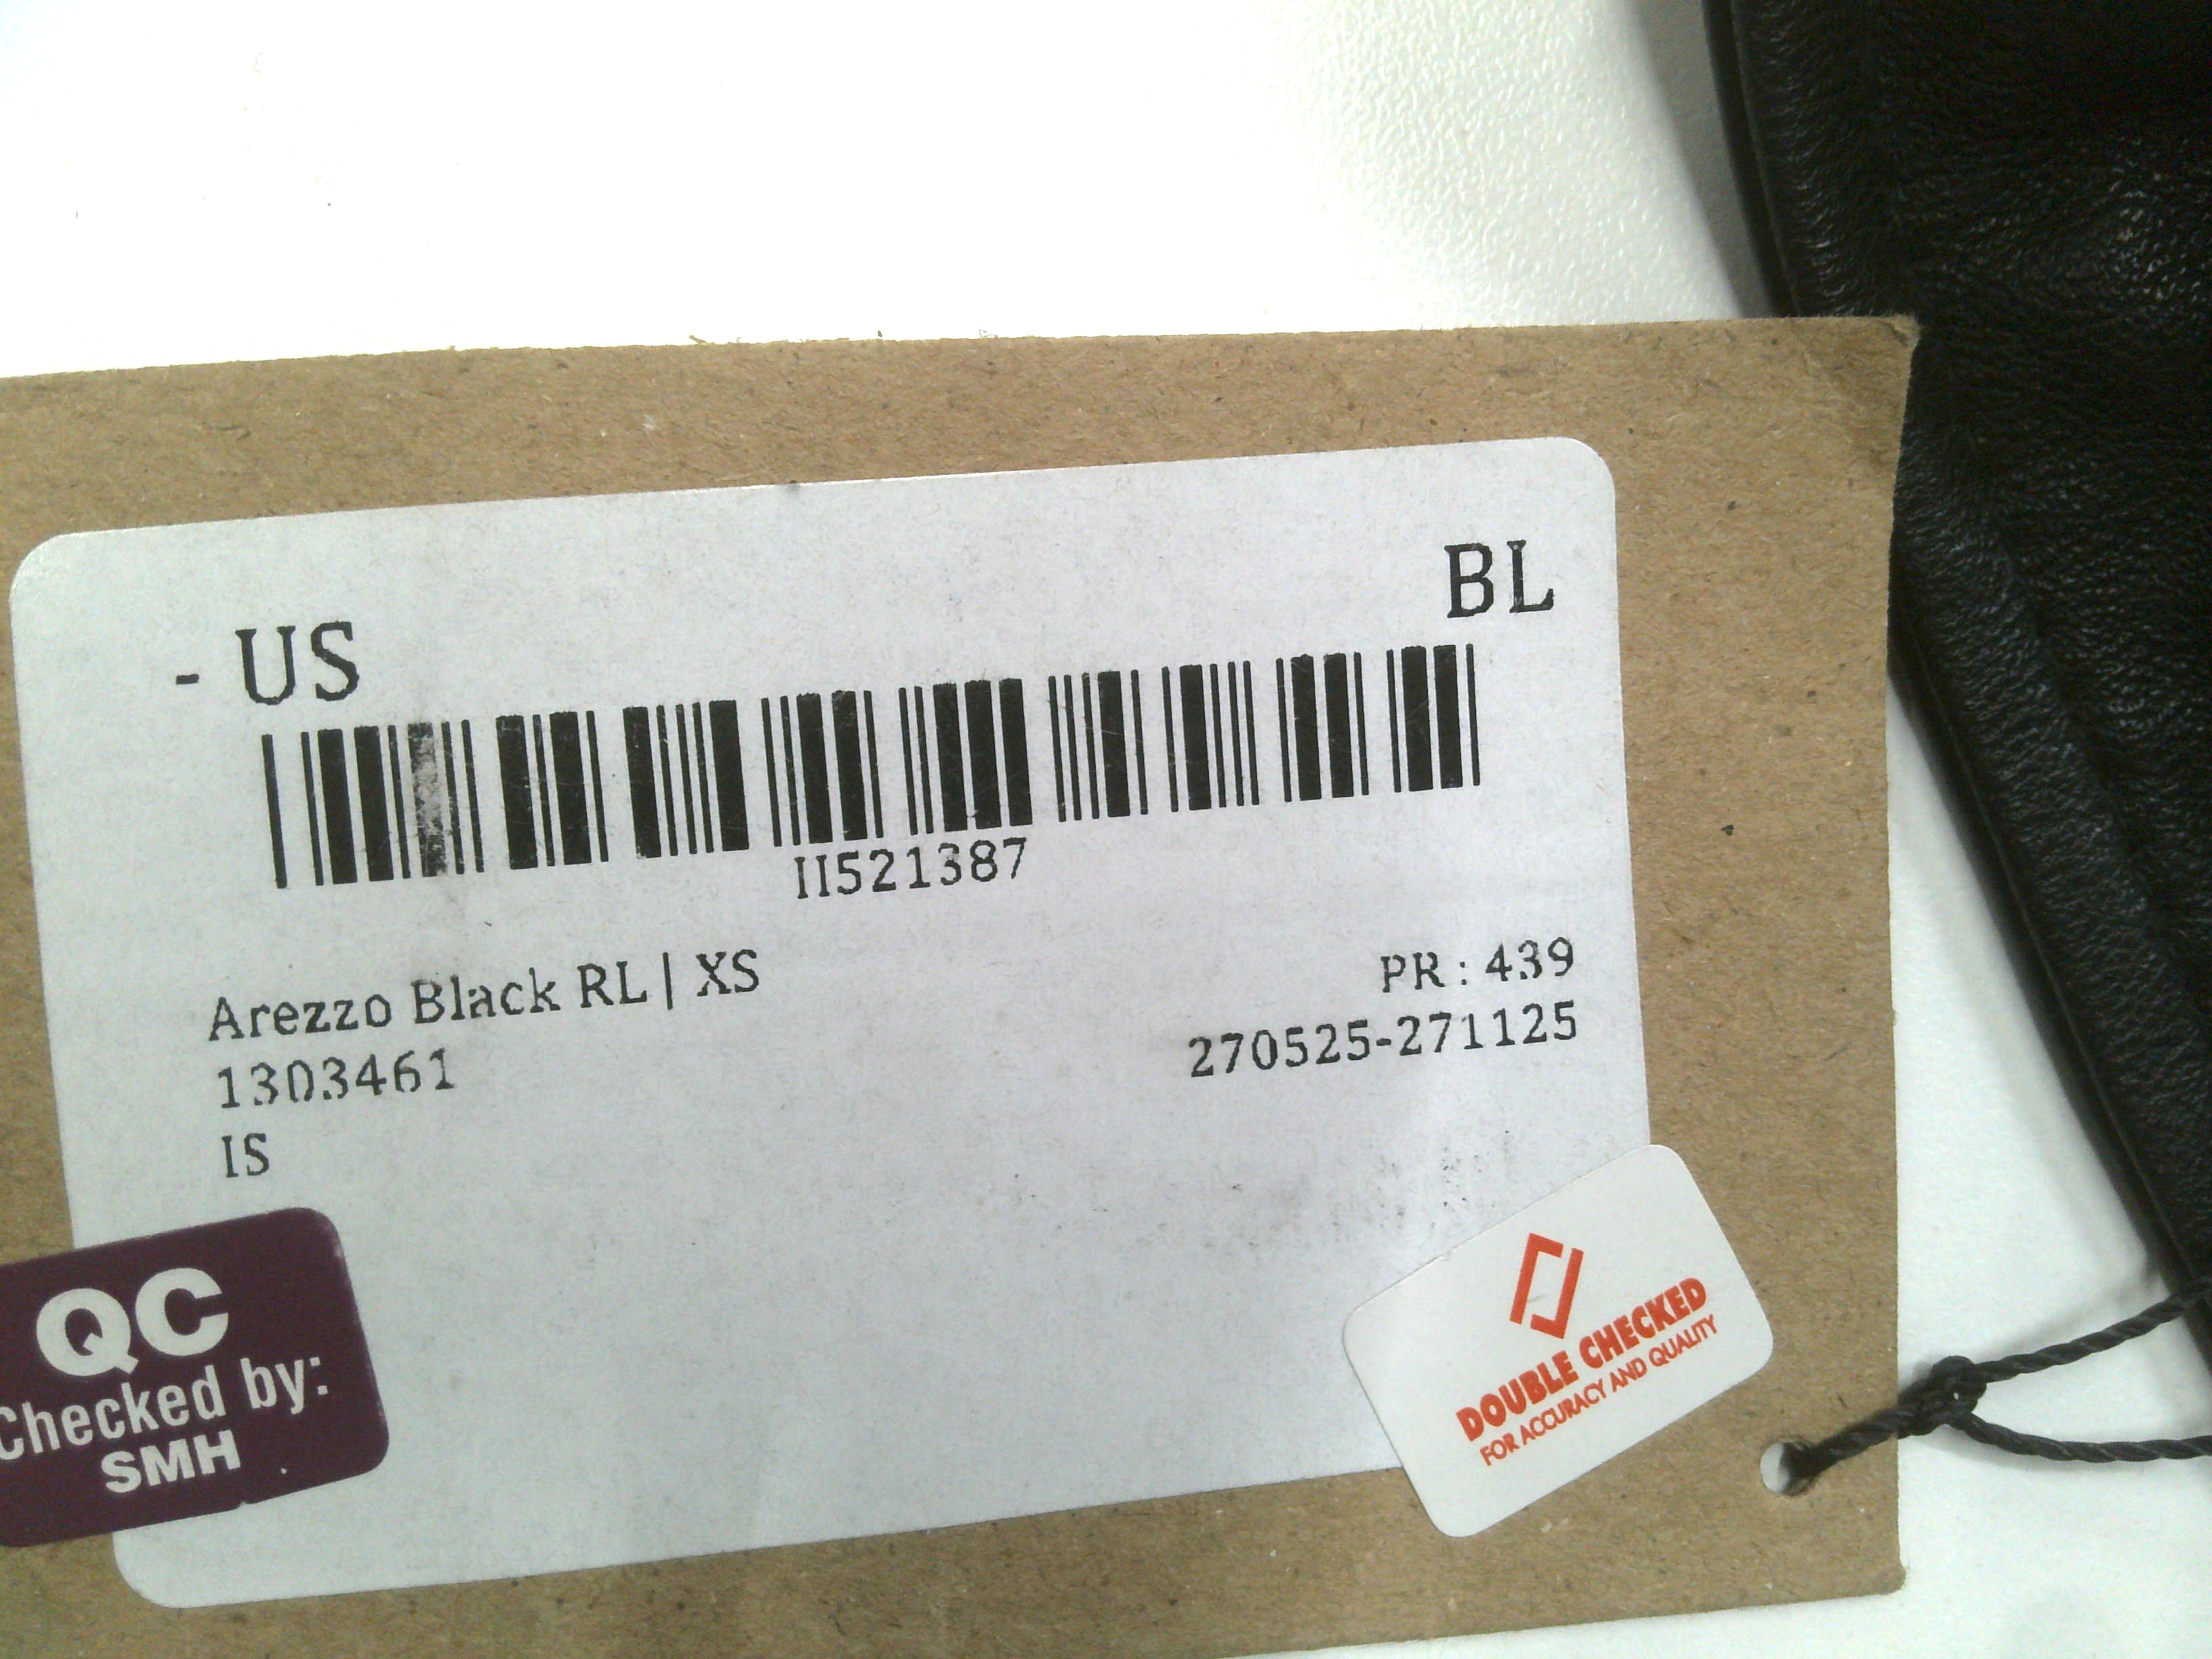 - US
BL
II521387
Arezzo Black RL | XS
PR : 439
1303461
270525-271125
IS
QC
Checked by:
SMH
DOUBLE CHECKED
FOR ACCURACY AND QUALITY